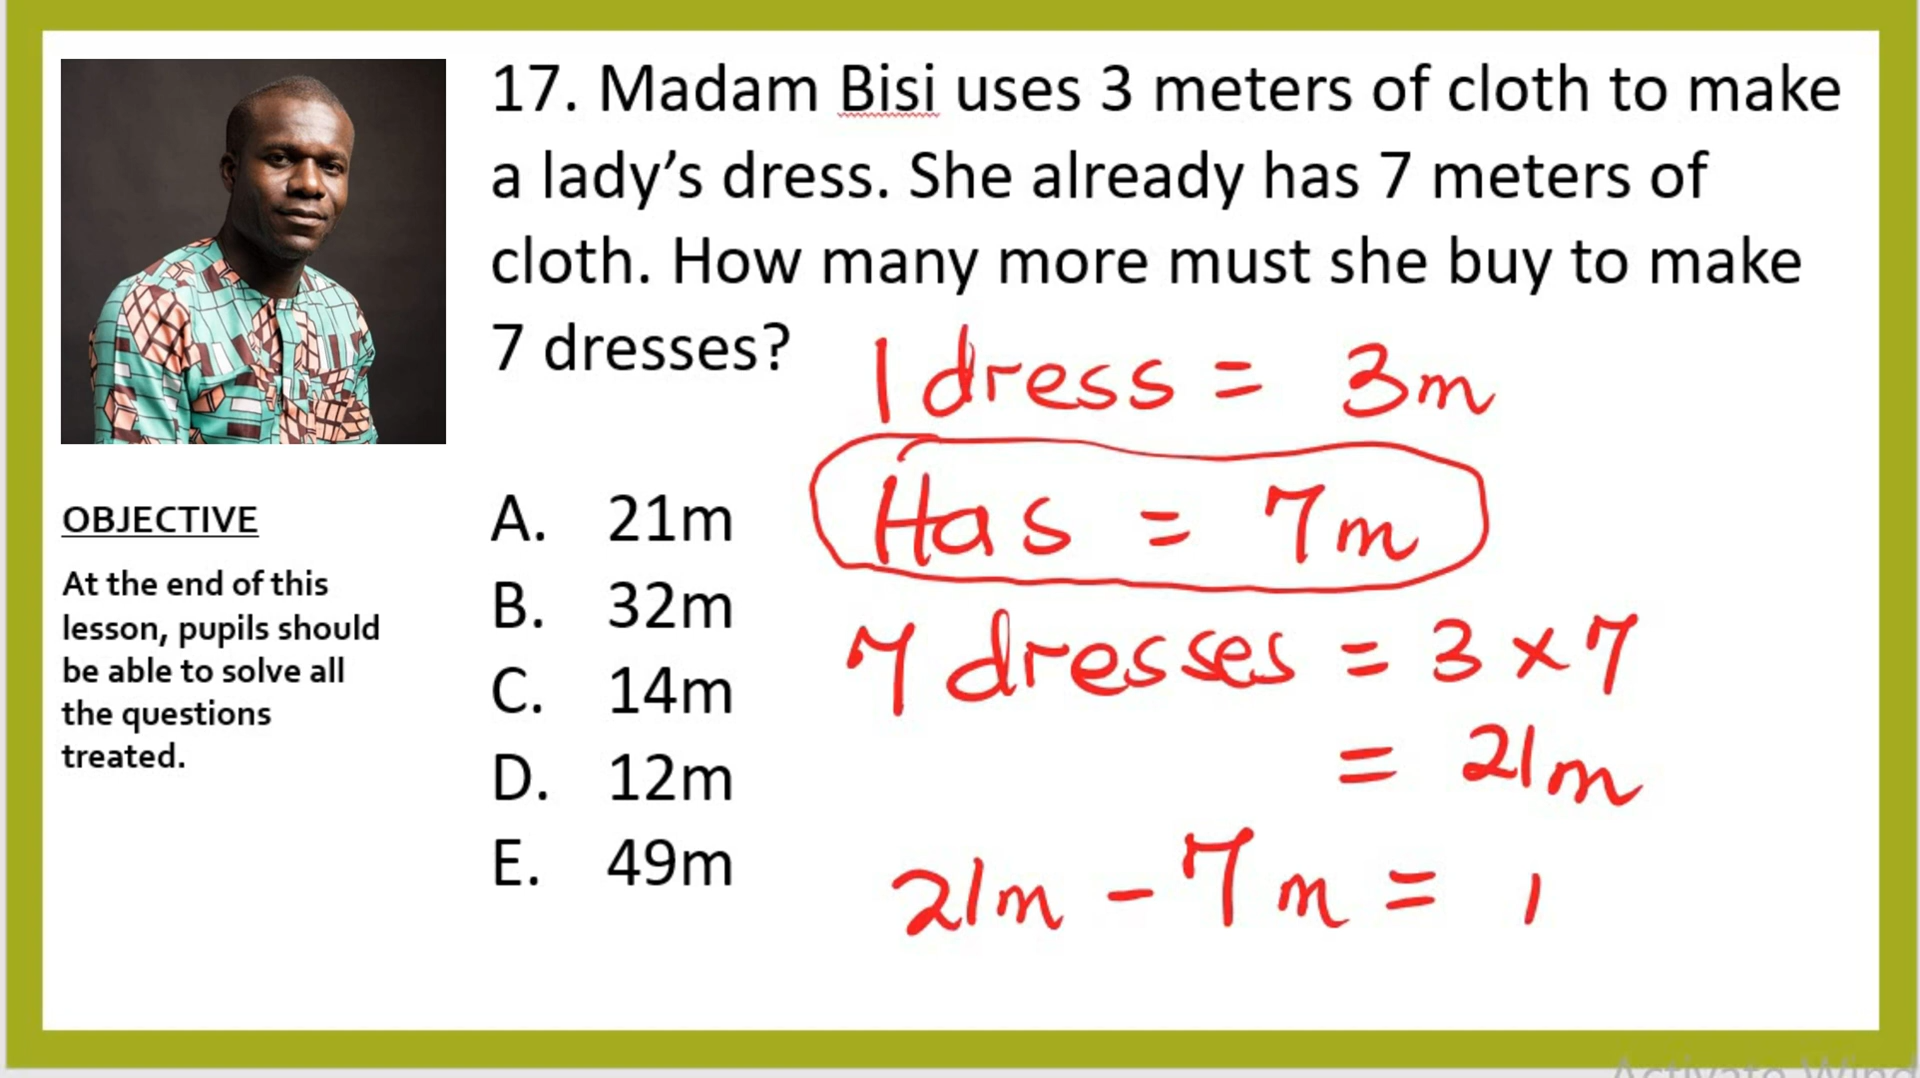 17. Madam Bisi uses 3 meters of cloth to make
a lady’s dress. She already has 7 meters of
cloth. How many more must she buy to make
7 dresses?
1 dress = 3m
Has = 7m
7 dresses = 3 × 7
= 21m
21m - 7m = 1
A. 21m
B. 32m
C. 14m
D. 12m
E. 49m
OBJECTIVE
At the end of this
lesson, pupils should
be able to solve all
the questions
treated.